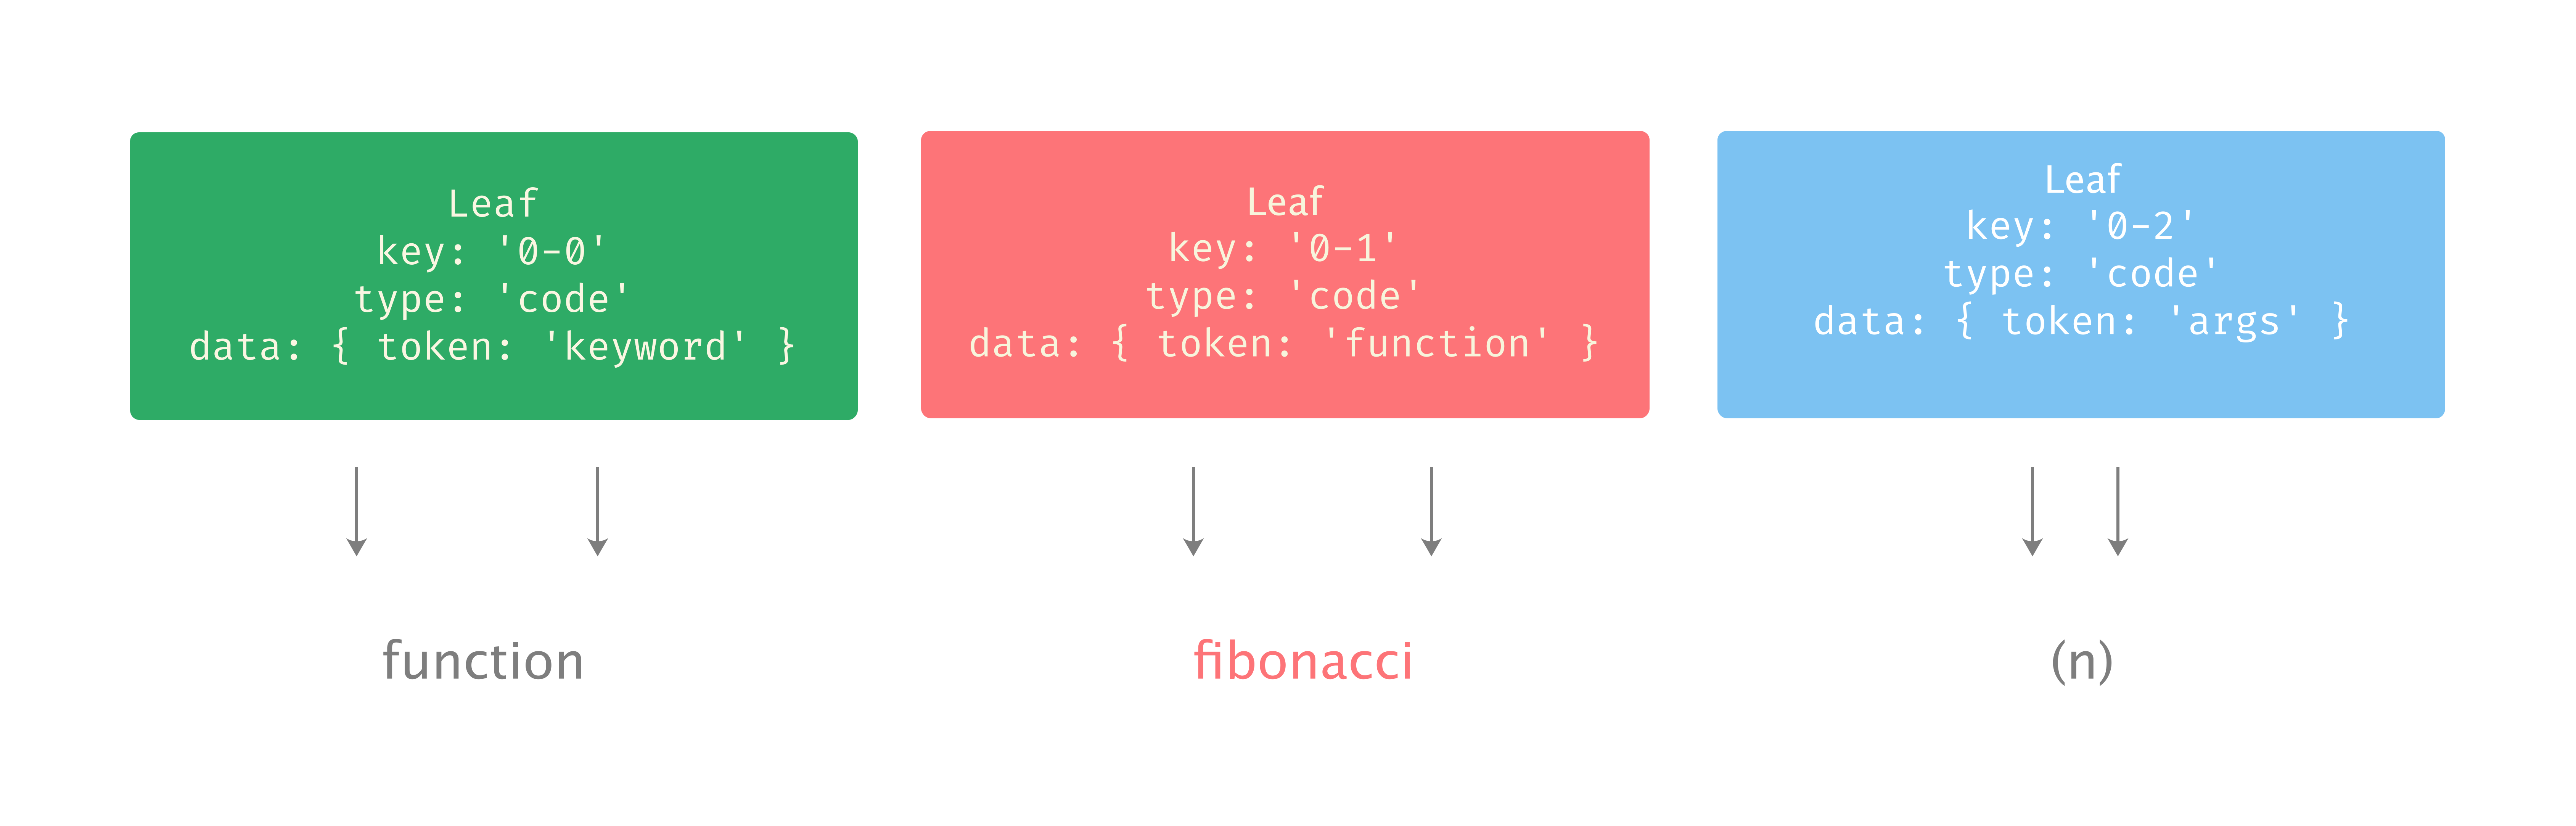 Leaf
key: '0-0'
type: 'code'
data: { token: 'keyword' }
Leaf
key: '0-1'
type: 'code'
data: { token: 'function' }
Leaf
key: '0-2'
type: 'code'
data: { token: 'args' }
function
fibonacci
(n)